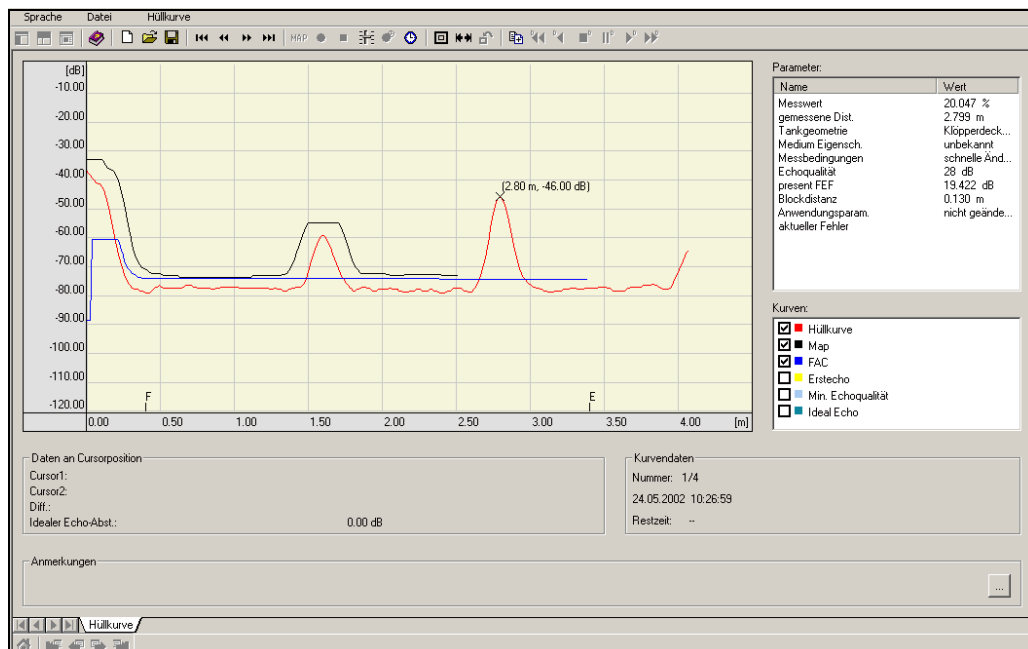 Sprache Datei Hüllkurve
MAP
[dB]
-10.00
-20.00
-30.00
-40.00
-50.00
-60.00
-70.00
-80.00
-90.00
-100.00
-110.00
-120.00
(2.80 m, -46.00 dB)
F E
0.00 0.50 1.00 1.50 2.00 2.50 3.00 3.50 4.00 [m]
Parameter:
Name Wert
Messwert 20.047 %
gemessene Dist. 2.799 m
Tankgeometrie Klöpperdeck...
Medium Eigensch. unbekannt
Messbedingungen schnelle Änd...
Echoqualität 28 dB
present FEF 19.422 dB
Blockdistanz 0.130 m
Anwendungsparam. nicht geände...
aktueller Fehler
Kurven:
Hüllkurve
Map
FAC
Erstecho
Min. Echoqualität
Ideal Echo
Daten an Cursorposition
Cursor1:
Cursor2:
Diff.:
Idealer Echo-Abst.: 0.00 dB
Kurvendaten
Nummer: 1/4
24.05.2002 10:26:59
Restzeit: --
Anmerkungen
...
Hüllkurve